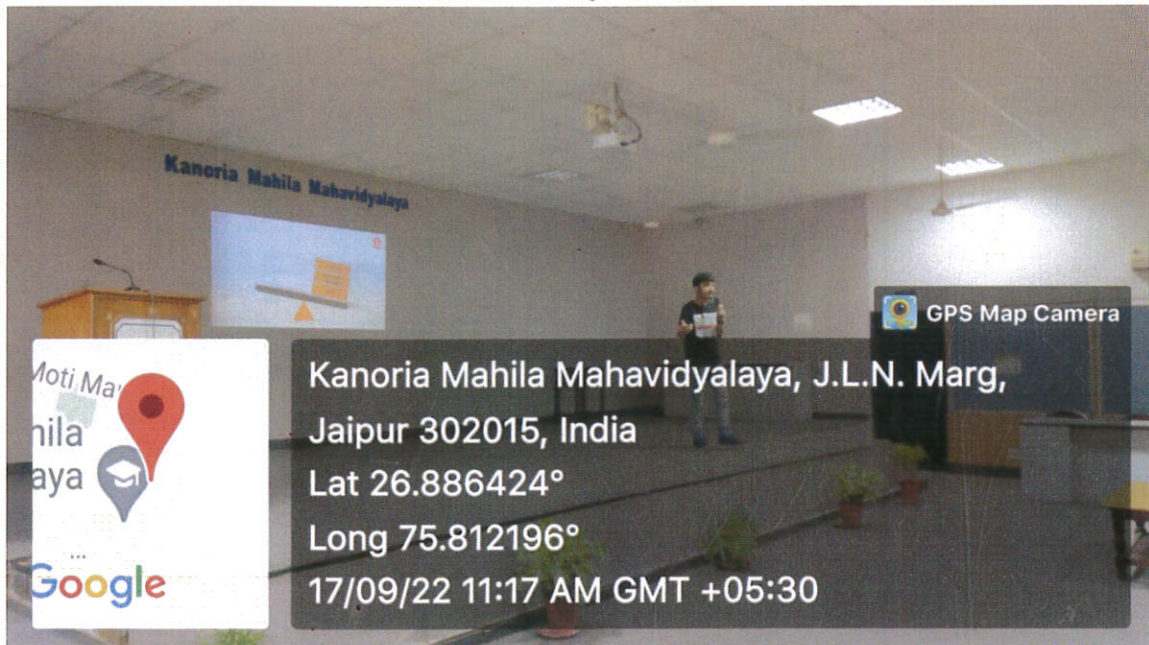 Kanoria Mahila Mahavidyalaya
GPS Map Camera
Moti Ma
hila
aya
...
Google
Kanoria Mahila Mahavidyalaya, J.L.N. Marg,
Jaipur 302015, India
Lat 26.886424°
Long 75.812196°
17/09/22 11:17 AM GMT +05:30